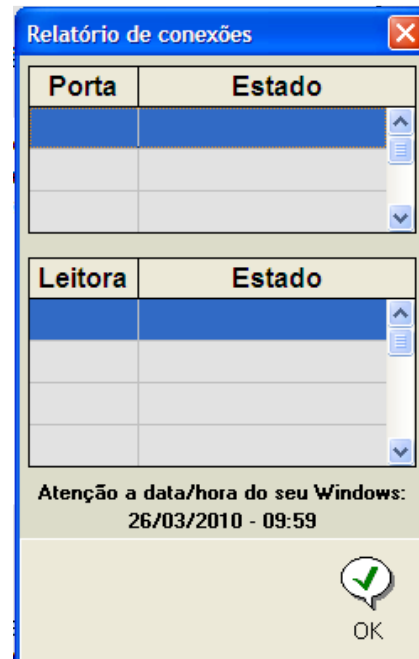 Relatório de conexões
Porta Estado
Leitora Estado
Atenção a data/hora do seu Windows:
26/03/2010 - 09:59
OK